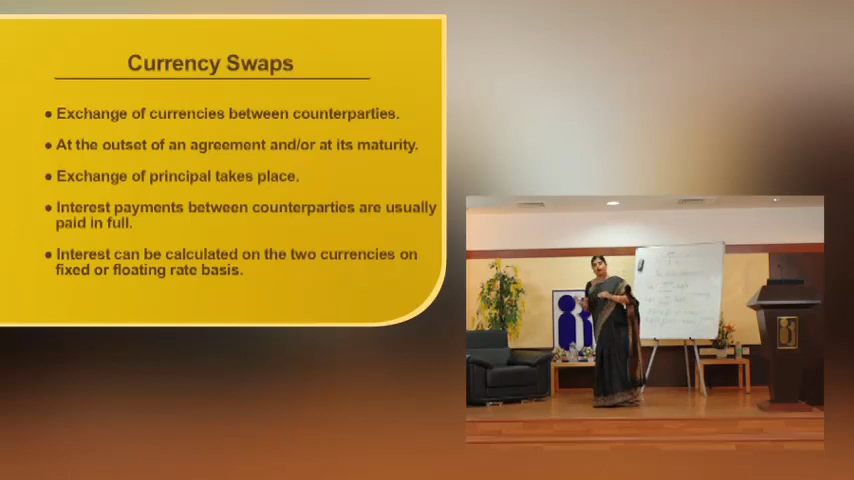 Currency Swaps
● Exchange of currencies between counterparties.
● At the outset of an agreement and/or at its maturity.
● Exchange of principal takes place.
● Interest payments between counterparties are usually
paid in full.
● Interest can be calculated on the two currencies on
fixed or floating rate basis.